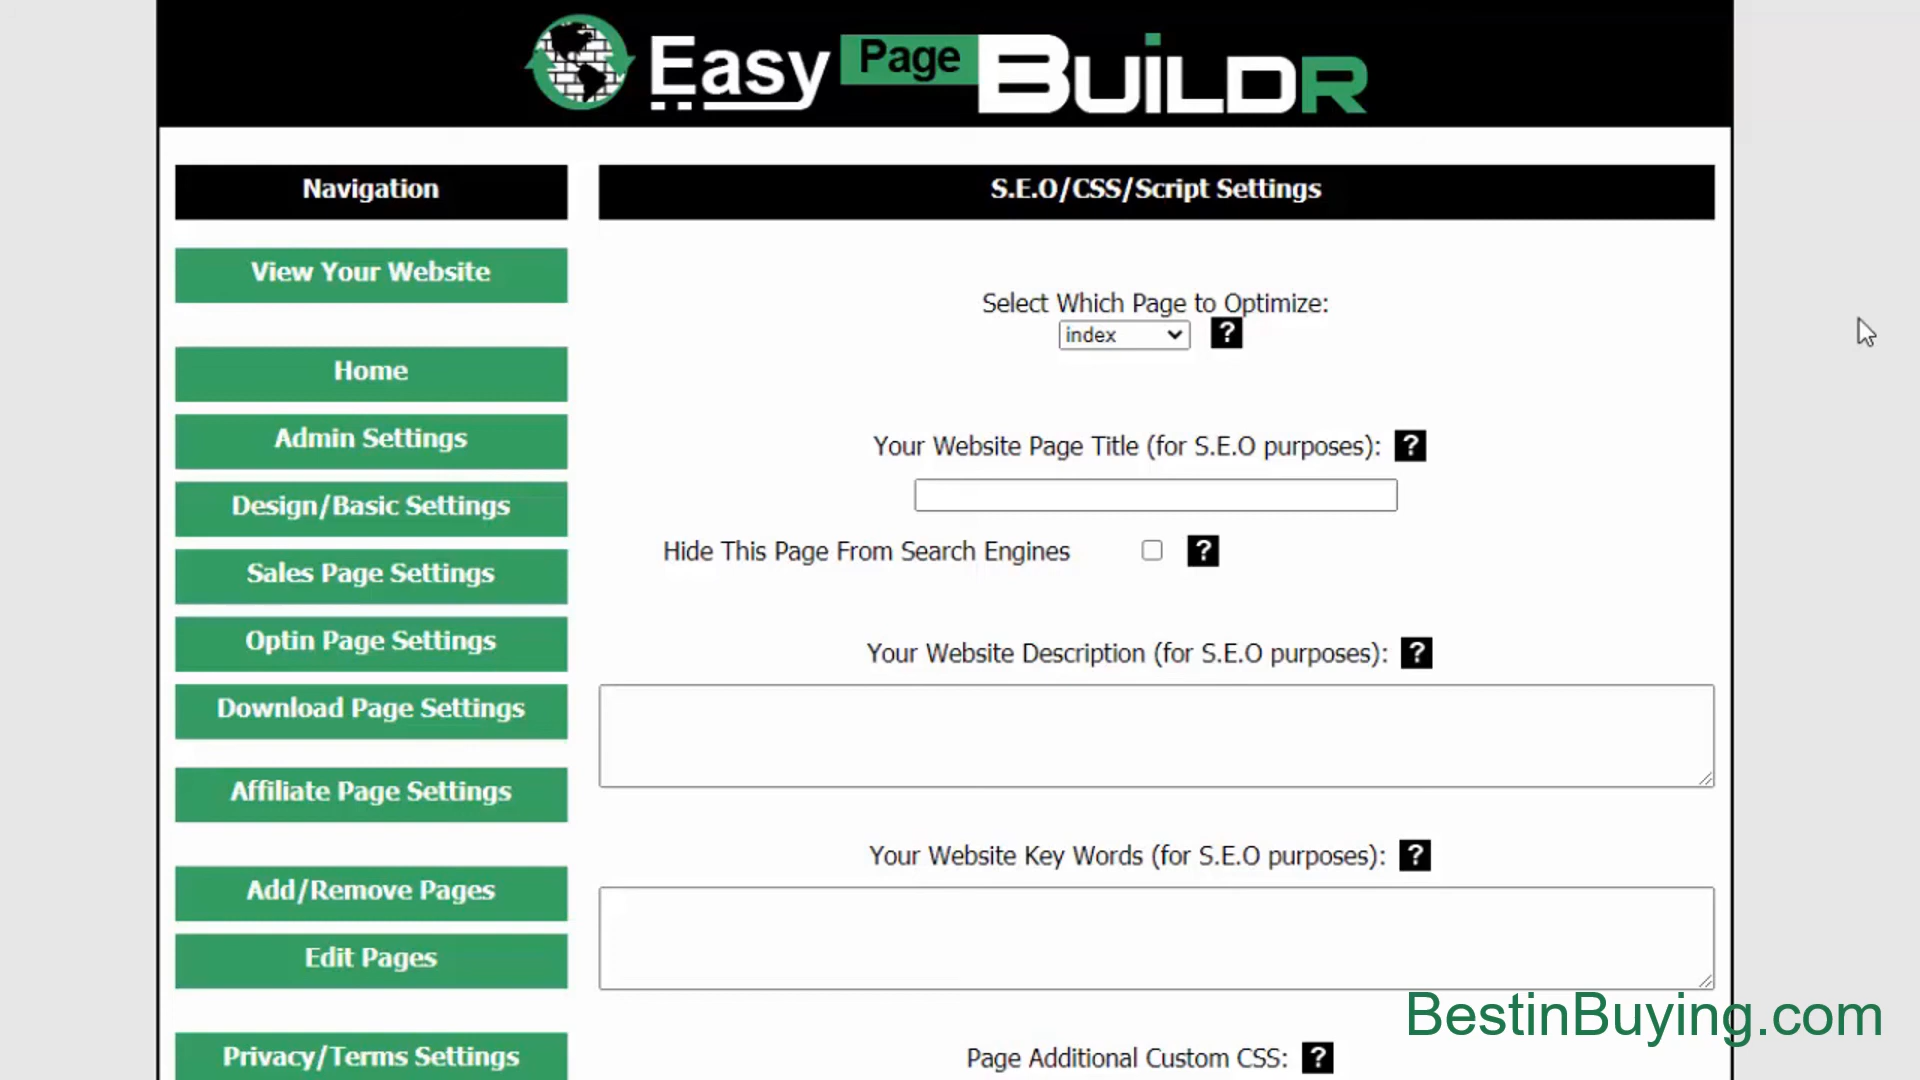 Easy Page BUiLDR
Navigation
S.E.O/CSS/Script Settings
View Your Website
Select Which Page to Optimize:
index ?
Home
Admin Settings
Your Website Page Title (for S.E.O purposes): ?
Design/Basic Settings
Hide This Page From Search Engines ?
Sales Page Settings
Optin Page Settings
Your Website Description (for S.E.O purposes): ?
Download Page Settings
Affiliate Page Settings
Your Website Key Words (for S.E.O purposes): ?
Add/Remove Pages
Edit Pages
BestinBuying.com
Privacy/Terms Settings
Page Additional Custom CSS: ?